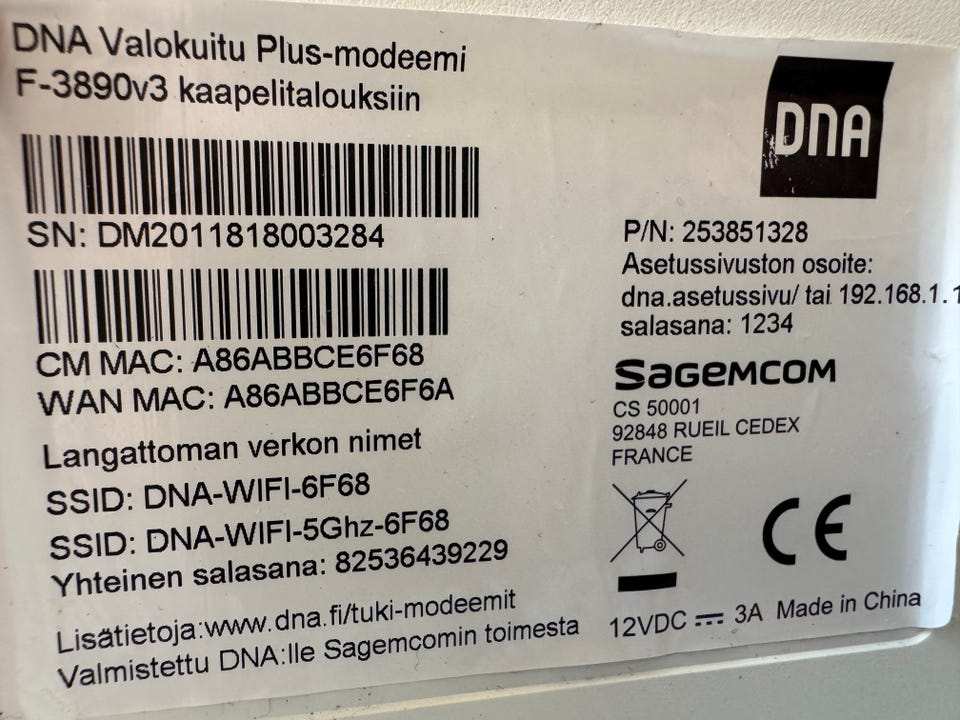 DNA Valokuitu Plus-modeemi
F-3890v3 kaapelitalouksiin
SN: DM2011818003284
CM MAC: A86ABBCE6F68
WAN MAC: A86ABBCE6F6A
Langattoman verkon nimet
SSID: DNA-WIFI-6F68
SSID: DNA-WIFI-5Ghz-6F68
Yhteinen salasana: 82536439229
Lisätietoja:www.dna.fi/tuki-modeemit
Valmistettu DNA:lle Sagemcomin toimesta
DNA
P/N: 253851328
Asetussivuston osoite:
dna.asetussivu/ tai 192.168.1.1
salasana: 1234
SAGEMCOM
CS 50001
92848 RUEIL CEDEX
FRANCE
CE
12VDC ⎓ 3A Made in China